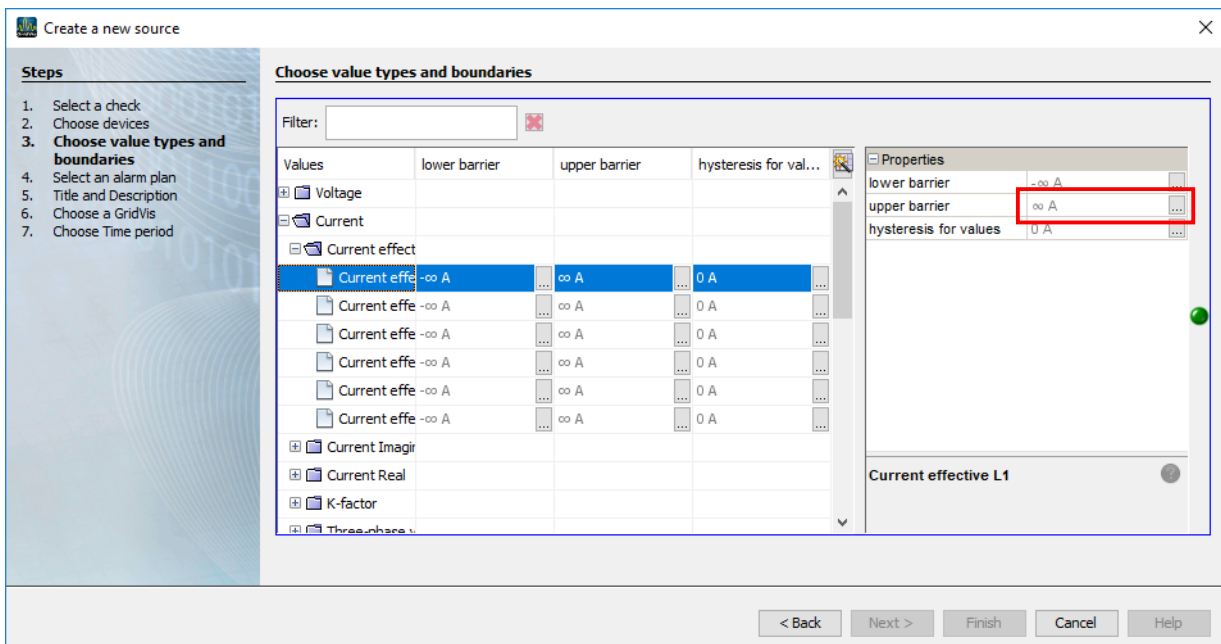 Create a new source
Steps
1. Select a check
2. Choose devices
3. Choose value types and
boundaries
4. Select an alarm plan
5. Title and Description
6. Choose a GridVis
7. Choose Time period
Choose value types and boundaries
Filter:
Values lower barrier upper barrier hysteresis for val...
Voltage
Current
Current effect
Current effe -∞ A ... ∞ A ... 0 A ...
Current effe -∞ A ... ∞ A ... 0 A ...
Current effe -∞ A ... ∞ A ... 0 A ...
Current effe -∞ A ... ∞ A ... 0 A ...
Current effe -∞ A ... ∞ A ... 0 A ...
Current effe -∞ A ... ∞ A ... 0 A ...
Current Imagir
Current Real
K-factor
Three-phase v
Properties
lower barrier -∞ A ...
upper barrier ∞ A ...
hysteresis for values 0 A ...
Current effective L1 ?
< Back Next > Finish Cancel Help